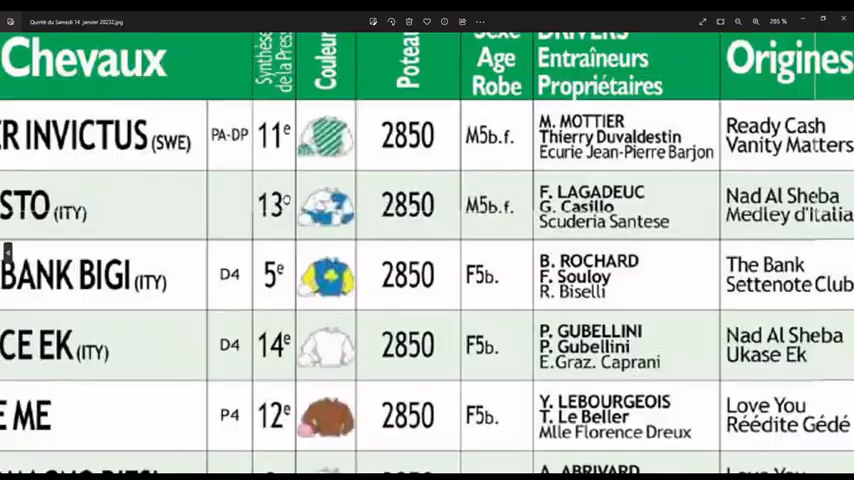 Quinté du Samedi 14 janvier 20232.jpg
285 %
Chevaux
Synthèse
de la Press
Couleur
Poteau
Sexe
Age
Robe
DRIVERS
Entraîneurs
Propriétaires
Origines
ER INVICTUS (SWE) PA-DP 11e 2850 M5b.f.
M. MOTTIER
Thierry Duvaldestin
Ecurie Jean-Pierre Barjon
Ready Cash
Vanity Matters
STO (ITY) 13e 2850 M5b.f.
F. LAGADEUC
G. Casillo
Scuderia Santese
Nad Al Sheba
Medley d'Italia
BANK BIGI (ITY) D4 5e 2850 F5b.
B. ROCHARD
F. Souloy
R. Biselli
The Bank
Settenote Club
CE EK (ITY) D4 14e 2850 F5b.
P. GUBELLINI
P. Gubellini
E.Graz. Caprani
Nad Al Sheba
Ukase Ek
E ME P4 12e 2850 F5b.
Y. LEBOURGEOIS
T. Le Beller
Mlle Florence Dreux
Love You
Réédite Gédé
A. ABRIVARD
Love You